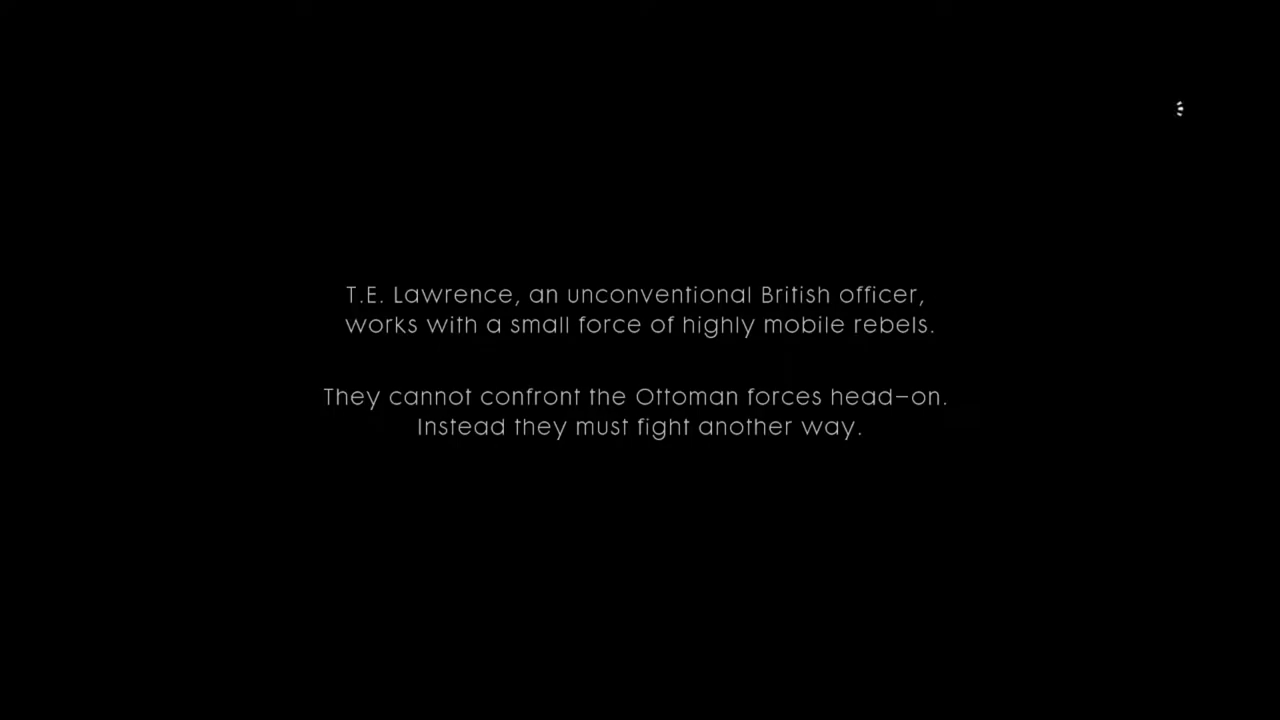 T.E. Lawrence, an unconventional British officer,
works with a small force of highly mobile rebels.
They cannot confront the Ottoman forces head-on.
Instead they must fight another way.